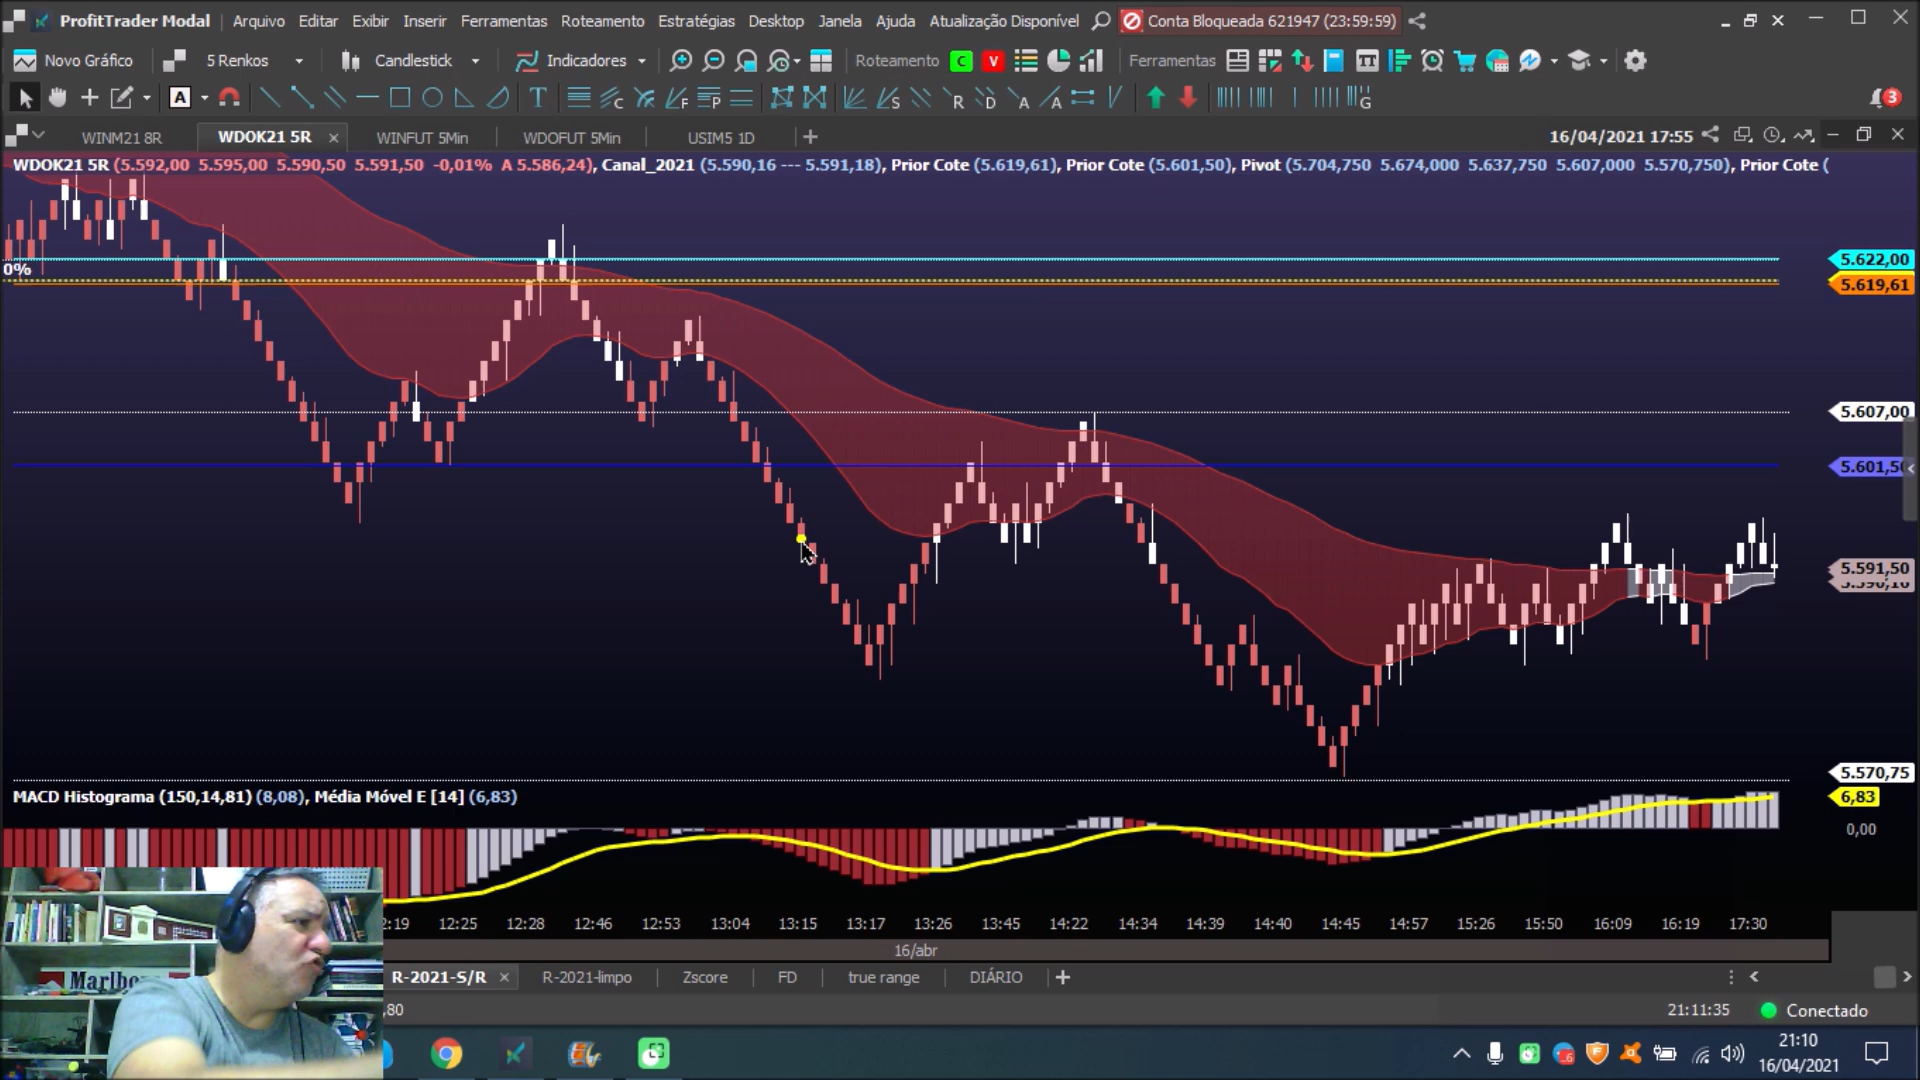 ProfitTrader Modal Arquivo Editar Exibir Inserir Ferramentas Roteamento Estratégias Desktop Janela Ajuda Atualização Disponível Conta Bloqueada 621947 (23:59:59)
Novo Gráfico 5 Renkos Candlestick Indicadores Roteamento C V Ferramentas
A T C F P S R D A A G 3
WINM21 8R WDOK21 5R WINFUT 5Min WDOFUT 5Min USIM5 1D 16/04/2021 17:55
WDOK21 5R (5.592,00 5.595,00 5.590,50 5.591,50 -0,01% A 5.586,24), Canal_2021 (5.590,16 --- 5.591,18), Prior Cote (5.619,61), Prior Cote (5.601,50), Pivot (5.704,750 5.674,000 5.637,750 5.607,000 5.570,750), Prior Cote (
5.622,00
0%
5.619,61
5.607,00
5.601,50
5.591,50
5.590,16
5.570,75
MACD Histograma (150,14,81) (8,08), Média Móvel E [14] (6,83)
6,83
0,00
2:19 12:25 12:28 12:46 12:53 13:04 13:15 13:17 13:26 13:45 14:22 14:34 14:39 14:40 14:45 14:57 15:26 15:50 16:09 16:19 17:30
16/abr
Marlbo
R-2021-S/R R-2021-limpo Zscore FD true range DIÁRIO
,80 21:11:35 Conectado
21:10
16/04/2021